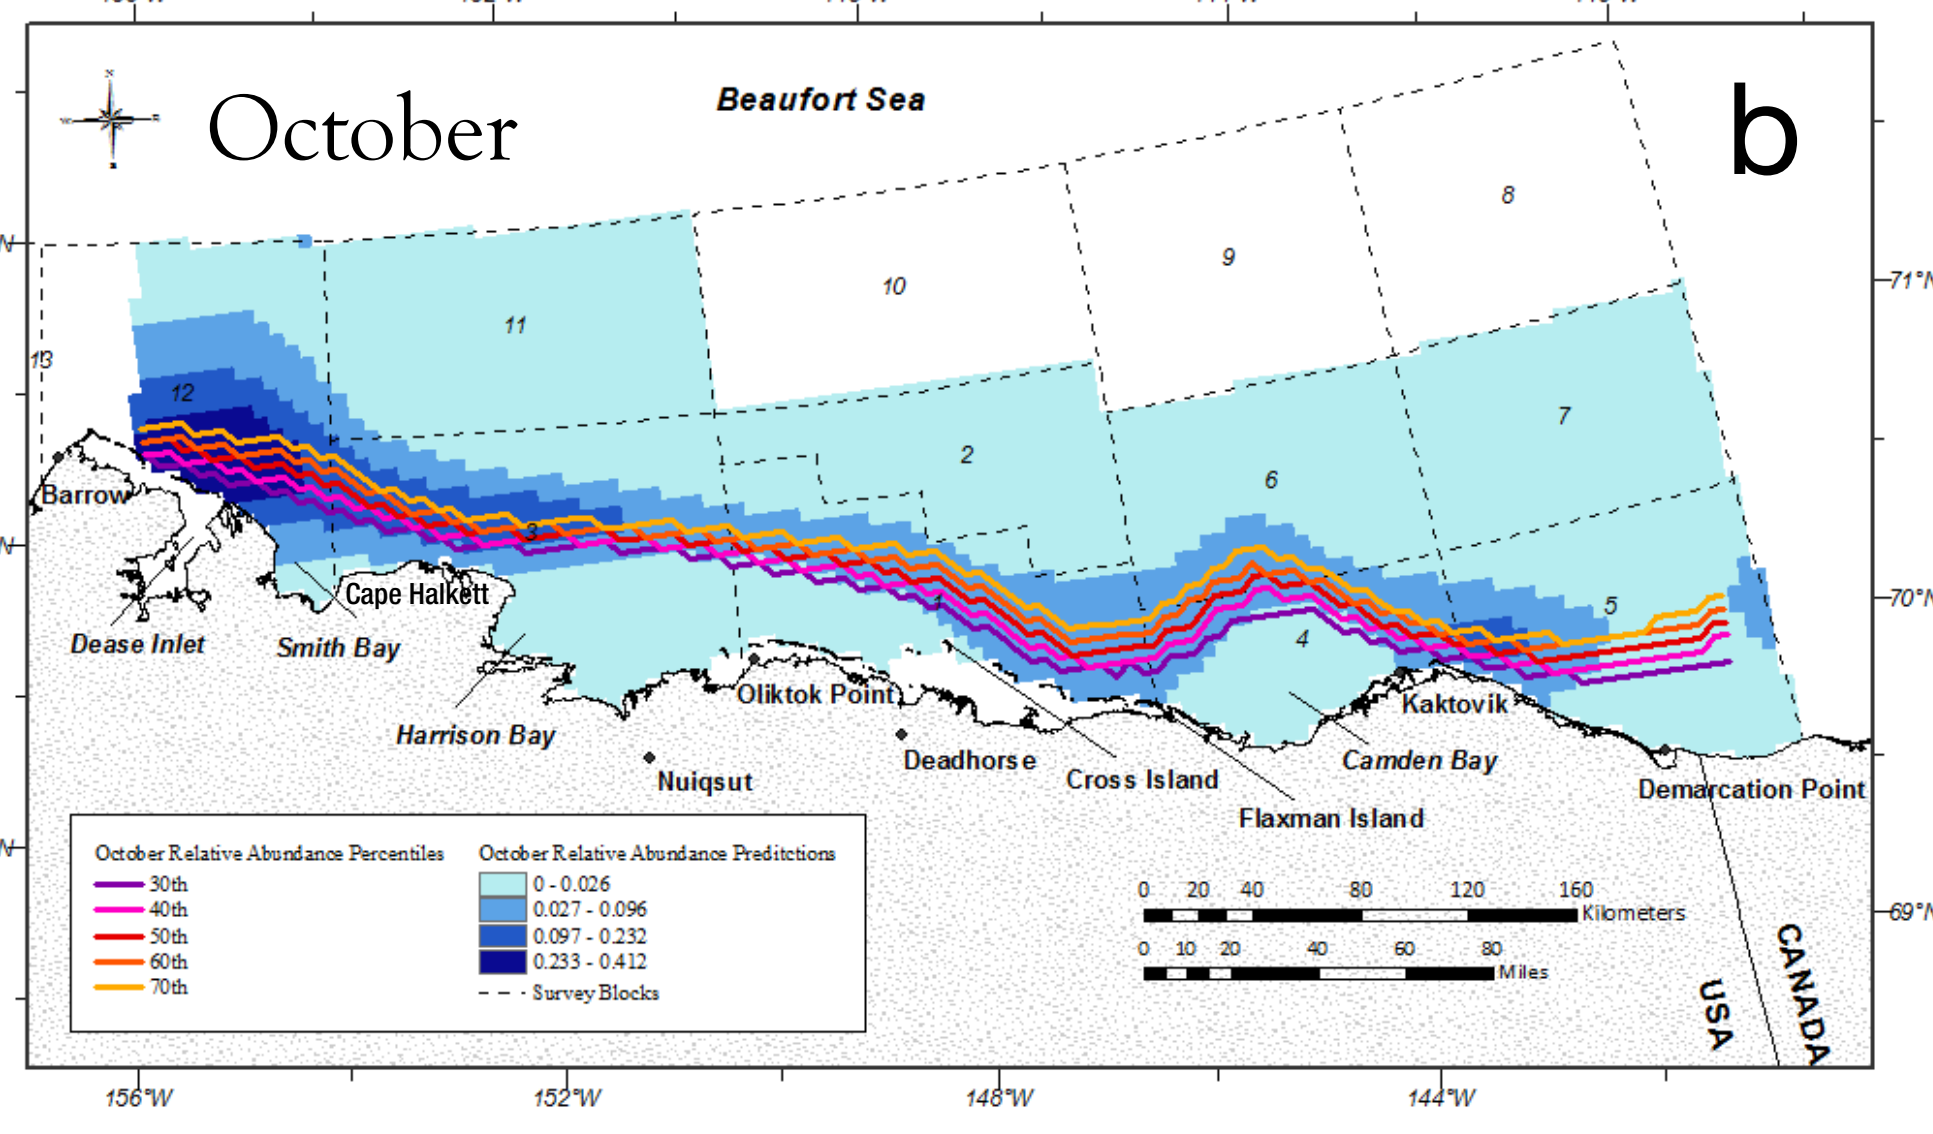 Beaufort Sea
October
b
8
9
10
11
71°N
13
12
7
2
6
3
Barrow
Cape Halkett
5
70°N
1
4
Dease Inlet
Smith Bay
Oliktok Point
Kaktovik
Harrison Bay
Deadhorse
Camden Bay
Nuiqsut
Cross Island
Demarcation Point
Flaxman Island
October Relative Abundance Percentiles
30th
40th
50th
60th
70th
October Relative Abundance Preditctions
0 - 0.026
0.027 - 0.096
0.097 - 0.232
0.233 - 0.412
Survey Blocks
0 20 40 80 120 160
Kilometers
0 10 20 40 60 80
Miles
69°N
CANADA
USA
156°W 152°W 148°W 144°W